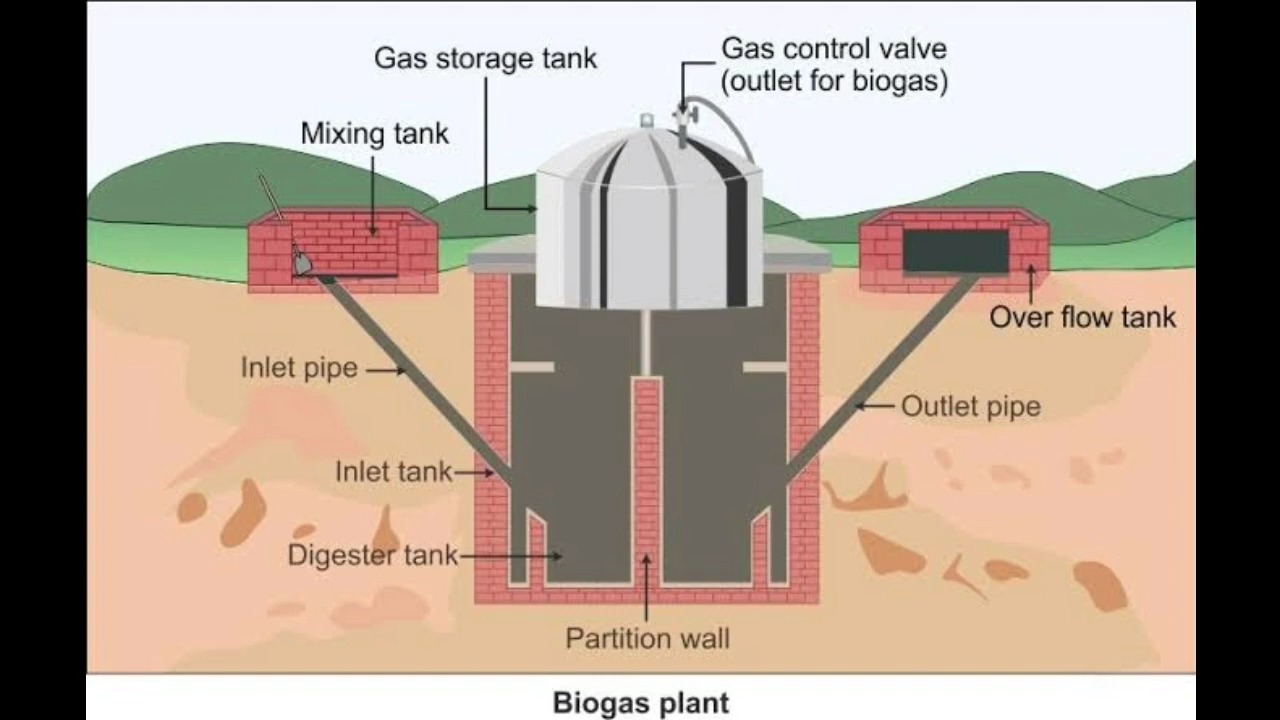 Gas storage tank
Gas control valve
(outlet for biogas)
Mixing tank
Over flow tank
Inlet pipe
Outlet pipe
Inlet tank
Digester tank
Partition wall
Biogas plant